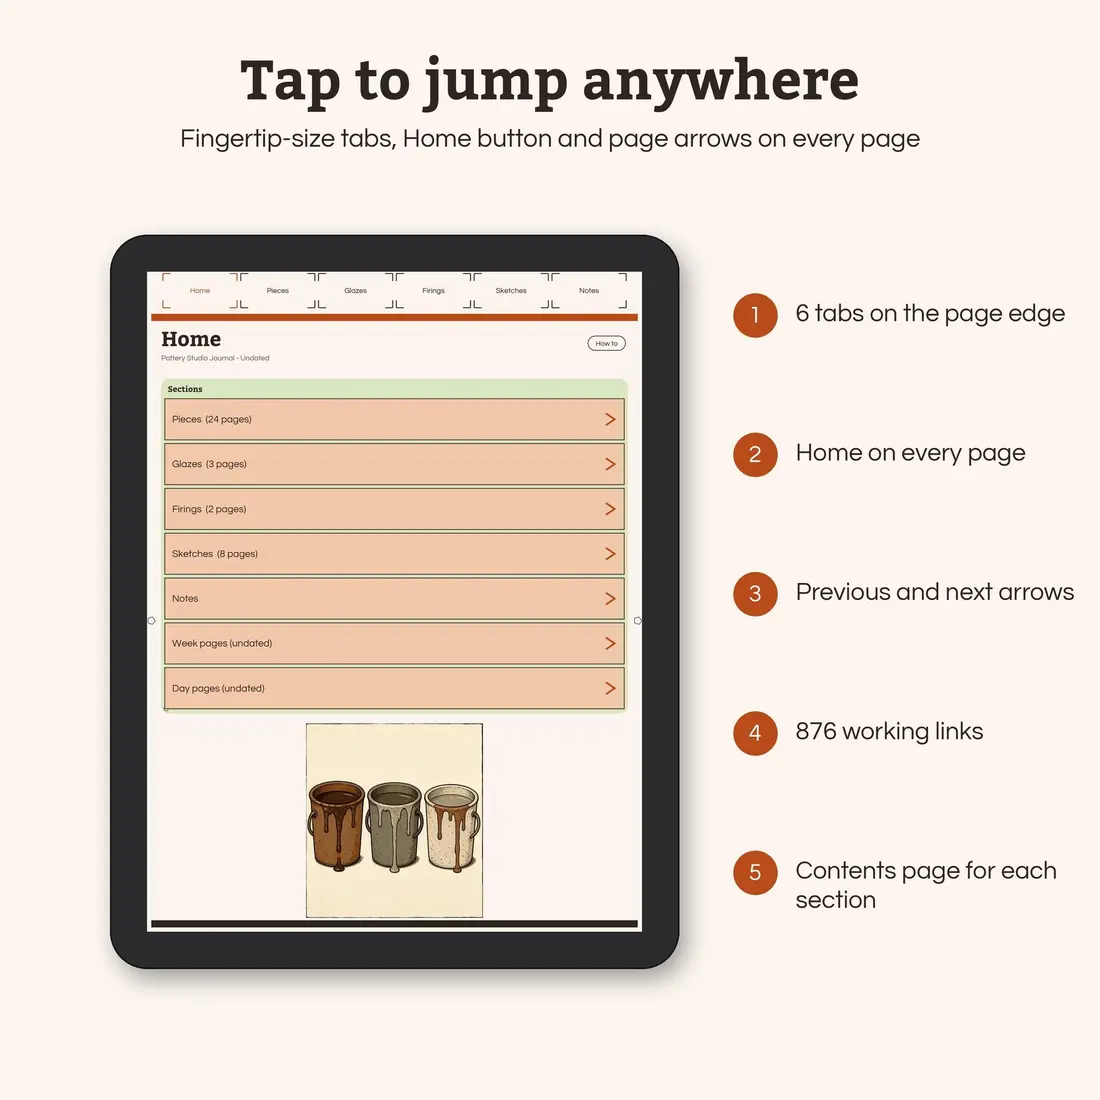 Tap to jump anywhere
Fingertip-size tabs, Home button and page arrows on every page
Home Pieces Glazes Firings Sketches Notes
Home
How to
Pottery Studio Journal - Undated
Sections
Pieces (24 pages)
Glazes (3 pages)
Firings (2 pages)
Sketches (8 pages)
Notes
Week pages (undated)
Day pages (undated)
1 6 tabs on the page edge
2 Home on every page
3 Previous and next arrows
4 876 working links
5 Contents page for each
section